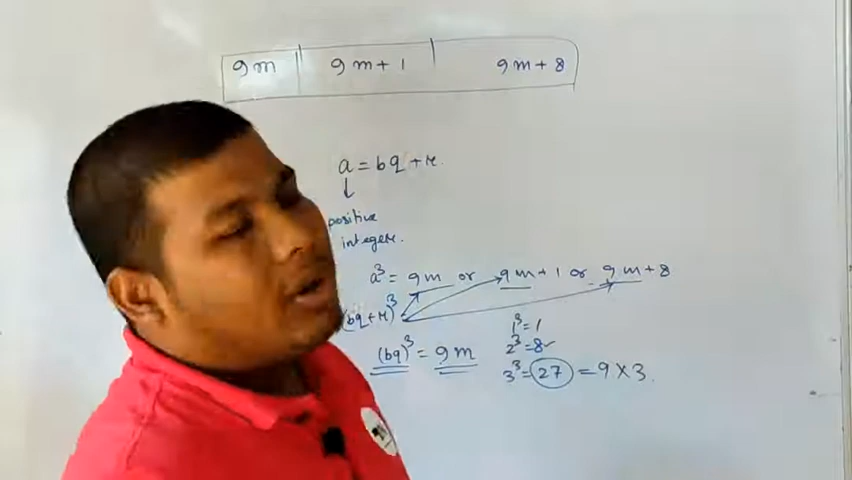 9m | 9m+1 | 9m+8
a = bq + r.
↓
positive
integer.
a³ = 9m or 9m+1 or 9m+8
(bq+r)³
1³=1
(bq)³ = 9m 2³=8
3³=27 = 9×3.